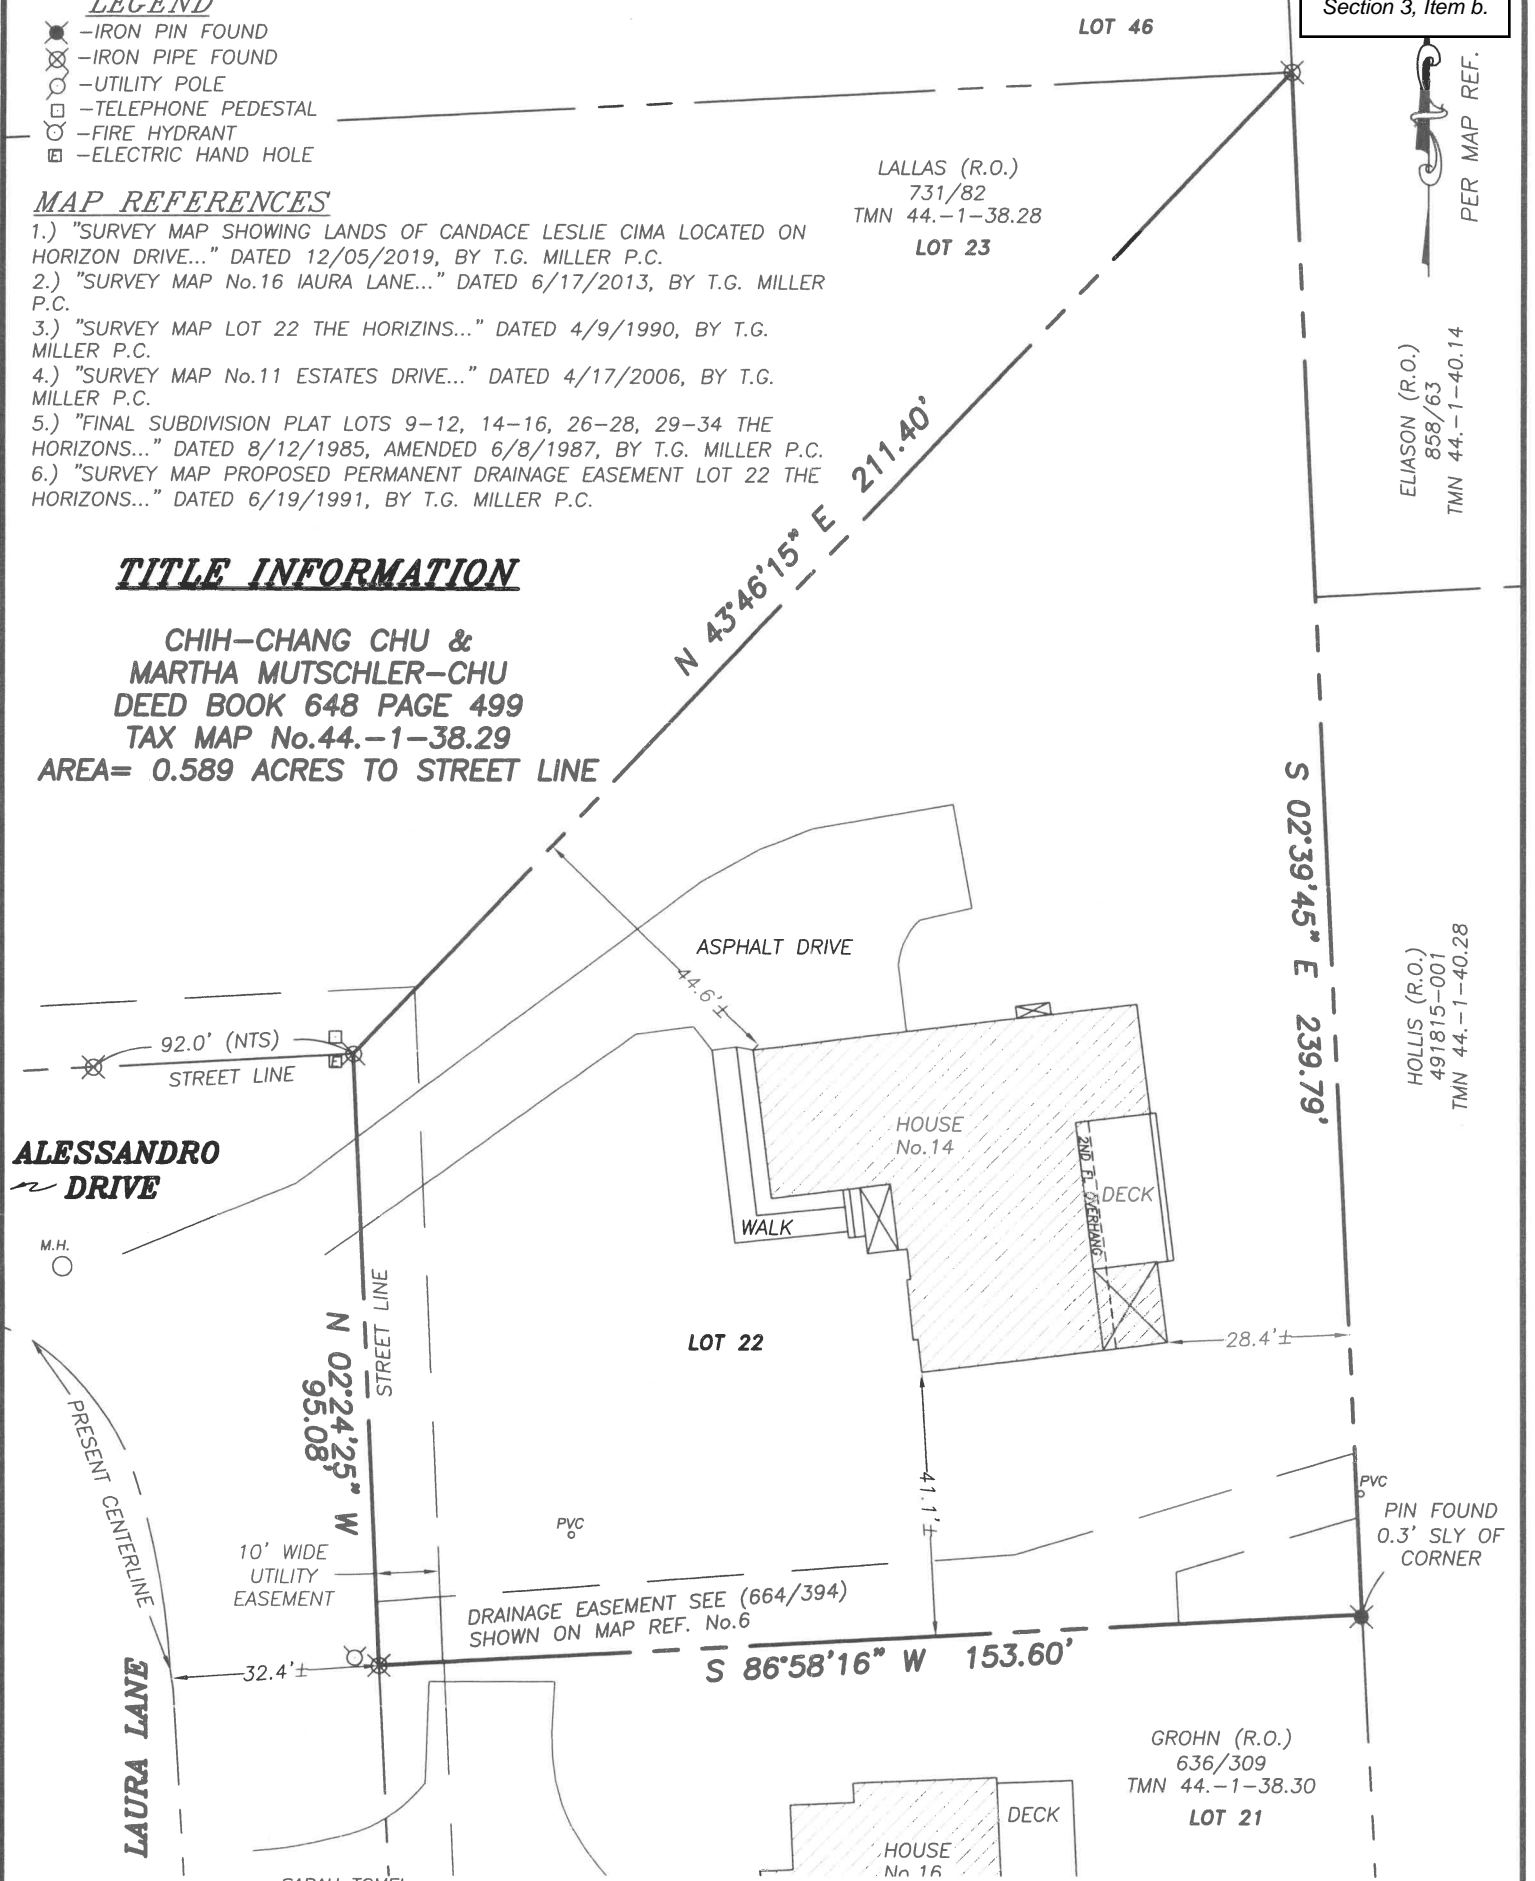 LEGEND
-IRON PIN FOUND
-IRON PIPE FOUND
-UTILITY POLE
-TELEPHONE PEDESTAL
-FIRE HYDRANT
E -ELECTRIC HAND HOLE
MAP REFERENCES
1.) "SURVEY MAP SHOWING LANDS OF CANDACE LESLIE CIMA LOCATED ON
HORIZON DRIVE..." DATED 12/05/2019, BY T.G. MILLER P.C.
2.) "SURVEY MAP No.16 lAURA LANE..." DATED 6/17/2013, BY T.G. MILLER
P.C.
3.) "SURVEY MAP LOT 22 THE HORIZINS..." DATED 4/9/1990, BY T.G.
MILLER P.C.
4.) "SURVEY MAP No.11 ESTATES DRIVE..." DATED 4/17/2006, BY T.G.
MILLER P.C.
5.) "FINAL SUBDIVISION PLAT LOTS 9-12, 14-16, 26-28, 29-34 THE
HORIZONS..." DATED 8/12/1985, AMENDED 6/8/1987, BY T.G. MILLER P.C.
6.) "SURVEY MAP PROPOSED PERMANENT DRAINAGE EASEMENT LOT 22 THE
HORIZONS..." DATED 6/19/1991, BY T.G. MILLER P.C.
TITLE INFORMATION
CHIH-CHANG CHU &
MARTHA MUTSCHLER-CHU
DEED BOOK 648 PAGE 499
TAX MAP No.44.-1-38.29
AREA= 0.589 ACRES TO STREET LINE
LOT 46
Section 3, Item b.
PER MAP REF.
LALLAS (R.O.)
731/82
TMN 44.-1-38.28
LOT 23
ELIASON (R.O.)
858/63
TMN 44.-1-40.14
N 43°46'15" E 211.40'
S 02°39'45" E 239.79'
HOLLIS (R.O.)
491815-001
TMN 44.-1-40.28
ASPHALT DRIVE
44.6'±
92.0' (NTS)
E
STREET LINE
ALESSANDRO
DRIVE
M.H.
HOUSE
No.14
2ND FL OVERHANG
DECK
WALK
STREET LINE
N 02°24'25" W
95.08'
LOT 22
28.4'±
41.1'±
PRESENT CENTERLINE
PVC
PVC
PIN FOUND
0.3' SLY OF
CORNER
10' WIDE
UTILITY
EASEMENT
DRAINAGE EASEMENT SEE (664/394)
SHOWN ON MAP REF. No.6
S 86°58'16" W 153.60'
32.4'±
LAURA LANE
GROHN (R.O.)
636/309
TMN 44.-1-38.30
LOT 21
DECK
HOUSE
No.16